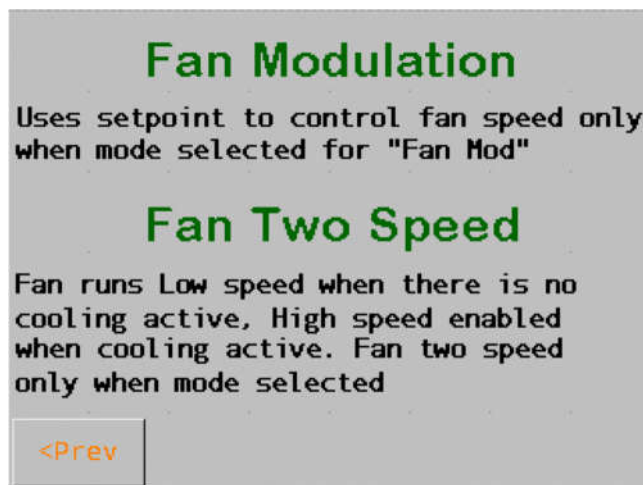 Fan Modulation
Uses setpoint to control fan speed only
when mode selected for "Fan Mod"
Fan Two Speed
Fan runs Low speed when there is no
cooling active, High speed enabled
when cooling active. Fan two speed
only when mode selected
<Prev